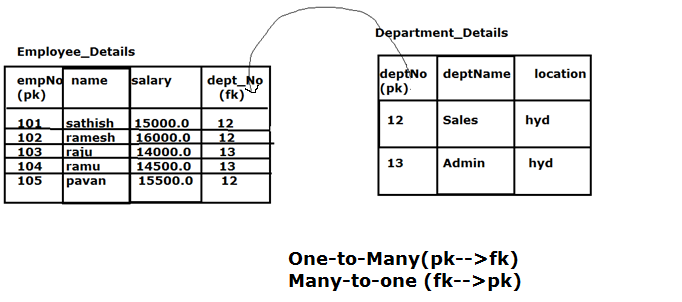 Employee_Details
empNo name salary dept_No
(pk) (fk)
101 sathish 15000.0 12
102 ramesh 16000.0 12
103 raju 14000.0 13
104 ramu 14500.0 13
105 pavan 15500.0 12
Department_Details
deptNo deptName location
(pk)
12 Sales hyd
13 Admin hyd
One-to-Many(pk-->fk)
Many-to-one (fk-->pk)